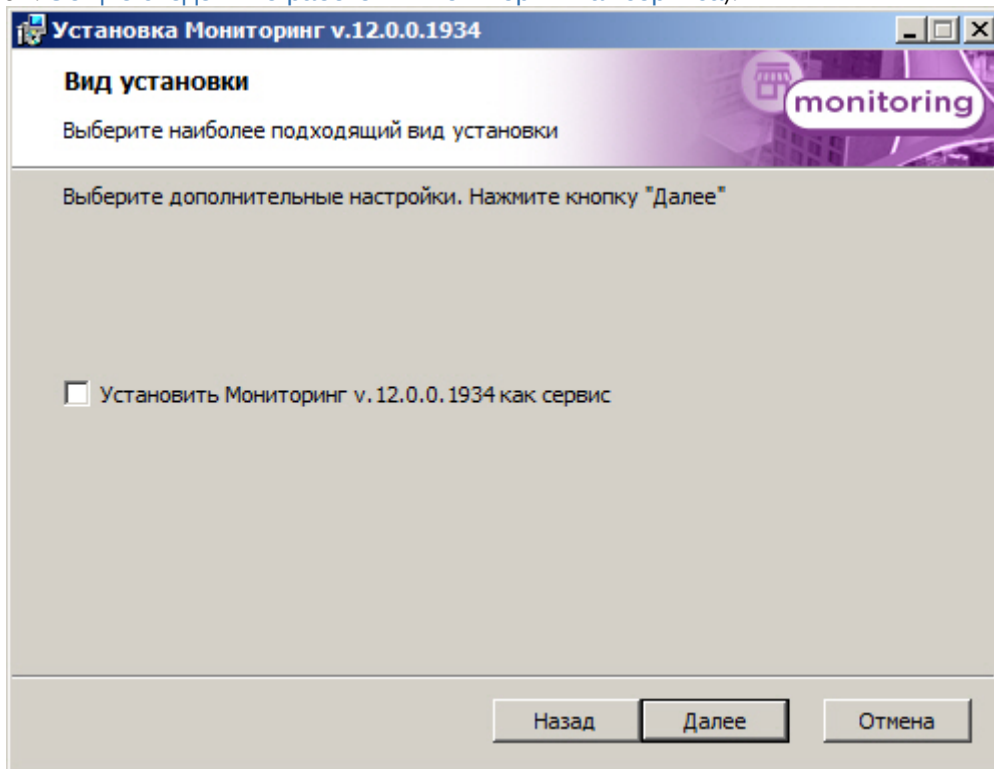 Установка Мониторинг v.12.0.0.1934
Вид установки
monitoring
Выберите наиболее подходящий вид установки
Выберите дополнительные настройки. Нажмите кнопку "Далее"
Установить Мониторинг v.12.0.0.1934 как сервис
Назад Далее Отмена